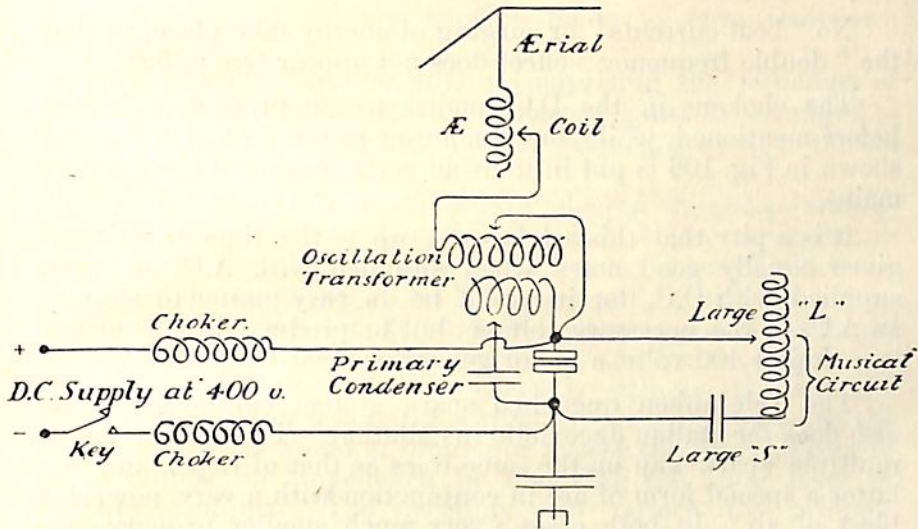 Ærial
Æ Coil
Oscillation
Transformer
Choker.
Large "L"
+
Primary
Condenser
Musical
Circuit
D.C. Supply at 400 v.
-
Key
Choker
Large "S"